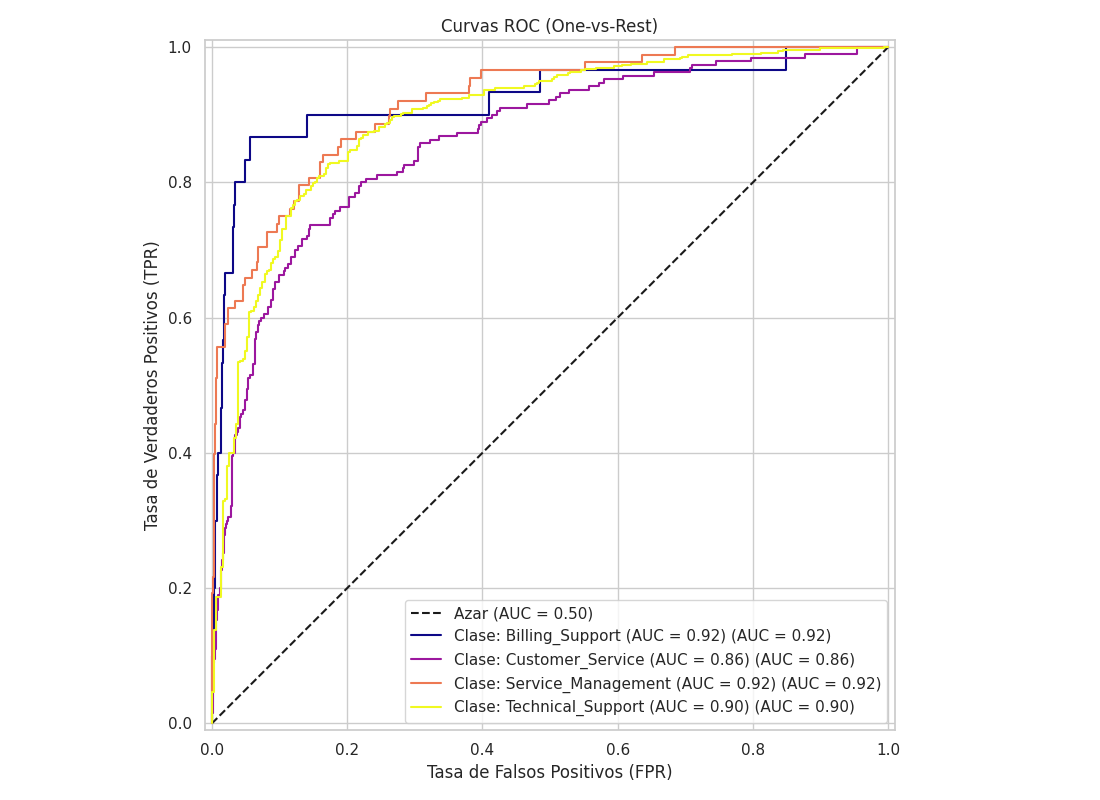 Curvas ROC (One-vs-Rest)
Tasa de Verdaderos Positivos (TPR)
1.0
0.8
0.6
0.4
0.2
0.0
Azar (AUC = 0.50)
Clase: Billing_Support (AUC = 0.92) (AUC = 0.92)
Clase: Customer_Service (AUC = 0.86) (AUC = 0.86)
Clase: Service_Management (AUC = 0.92) (AUC = 0.92)
Clase: Technical_Support (AUC = 0.90) (AUC = 0.90)
0.0 0.2 0.4 0.6 0.8 1.0
Tasa de Falsos Positivos (FPR)